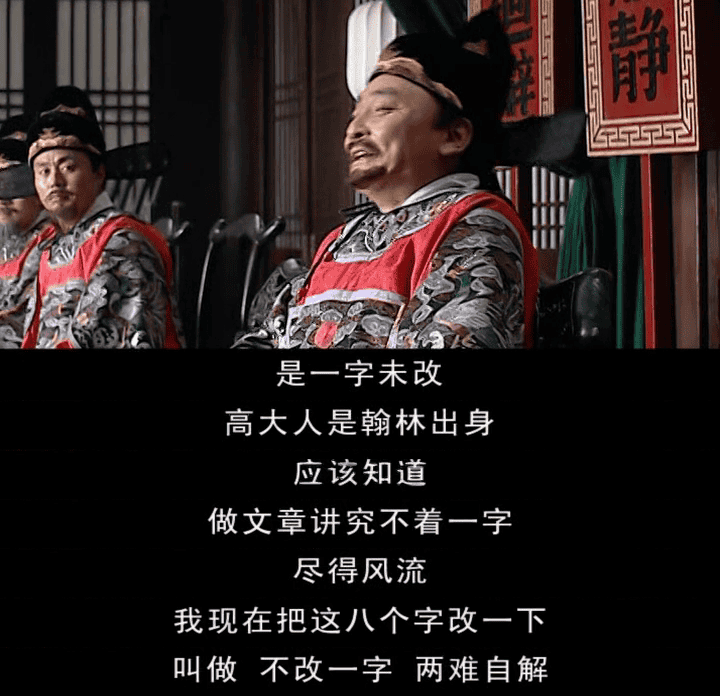 静
是一字未改
高大人是翰林出身
应该知道
做文章讲究不着一字
尽得风流
我现在把这八个字改一下
叫做 不改一字 两难自解